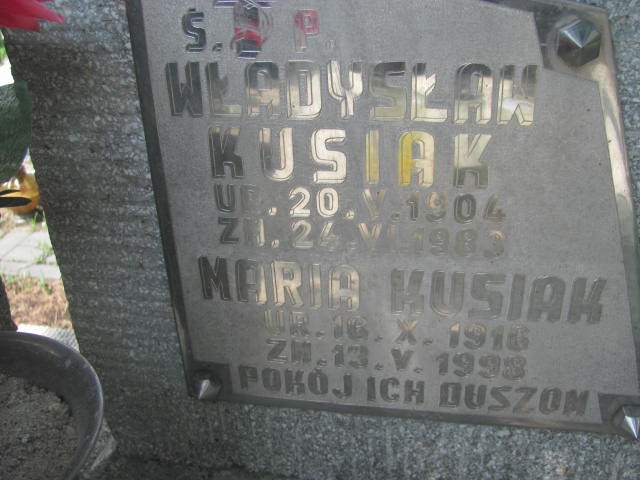 Ś. P.
WŁADYSŁAW
KUSIAK
UR. 20. V. 1904
ZM. 24. VI. 1983
MARIA KUSIAK
UR. 16. X. 1916
ZM. 13. V. 1998
POKÓJ ICH DUSZOM